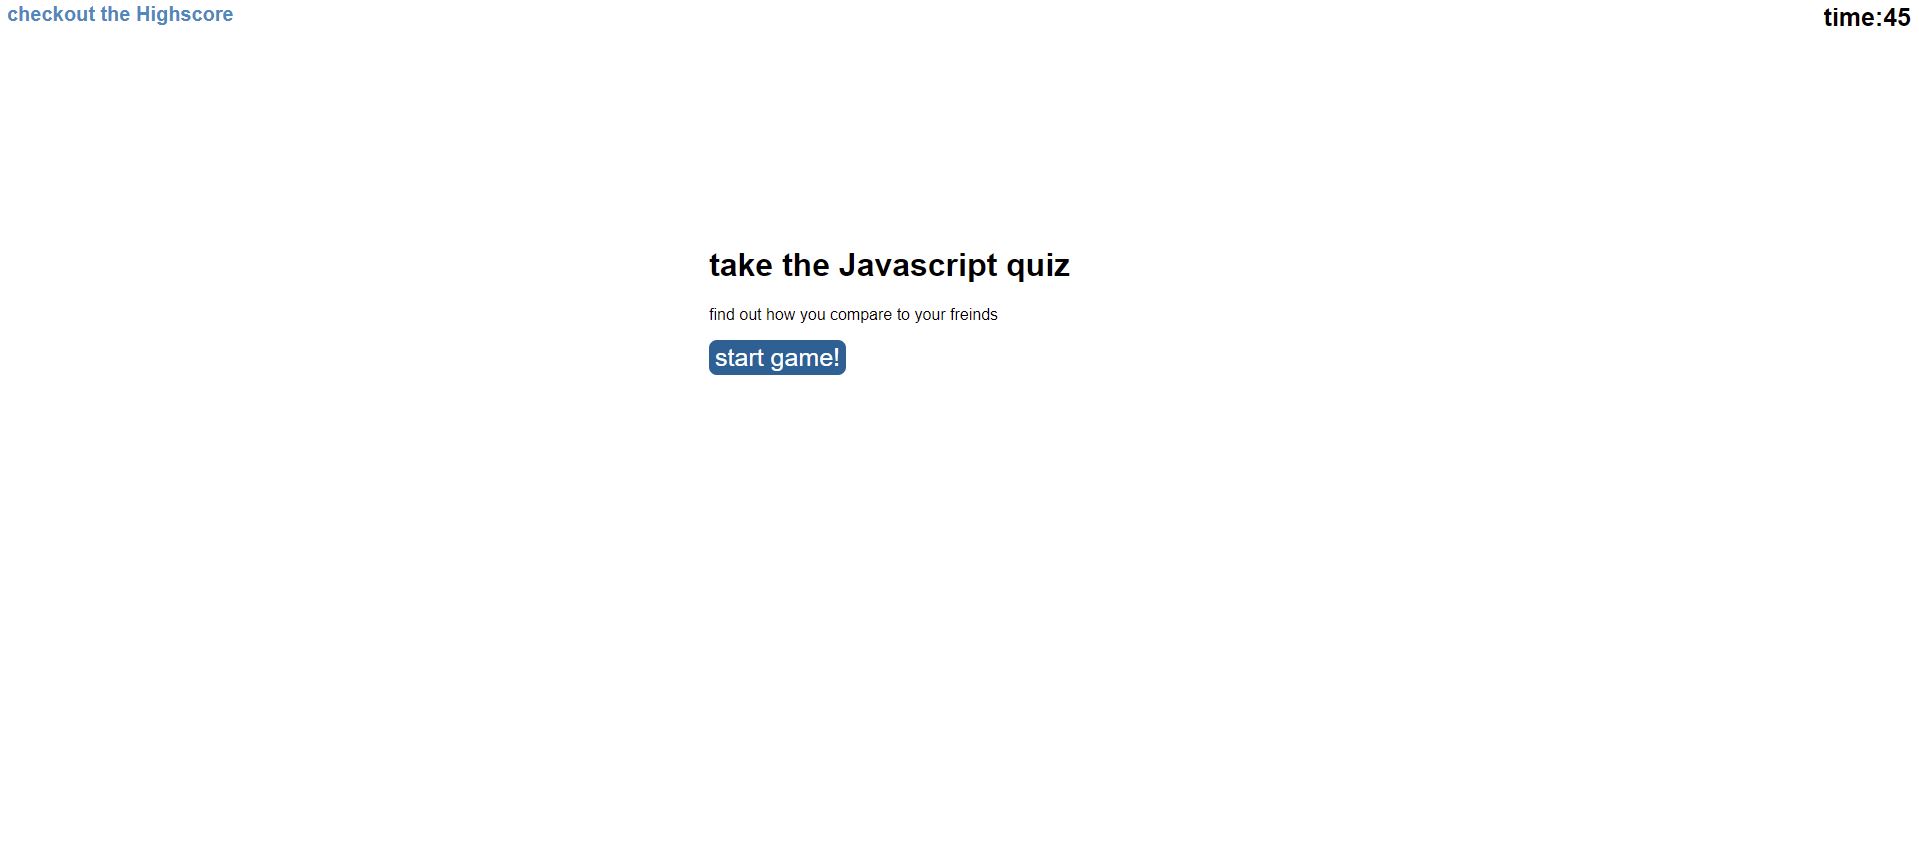 checkout the Highscore
time:45
take the Javascript quiz
find out how you compare to your freinds
start game!